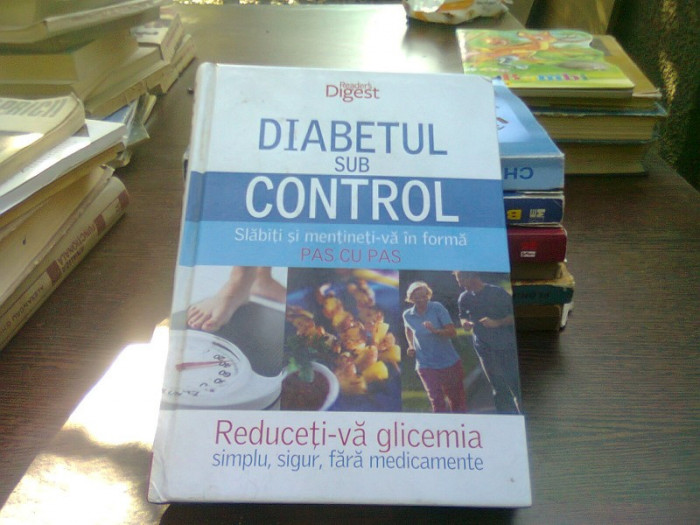 Reader's
Digest
DIABETUL
SUB
CONTROL
Slăbiți și mențineți-vă în formă
PAS CU PAS
Reduceți-vă glicemia
simplu, sigur, fără medicamente
CH